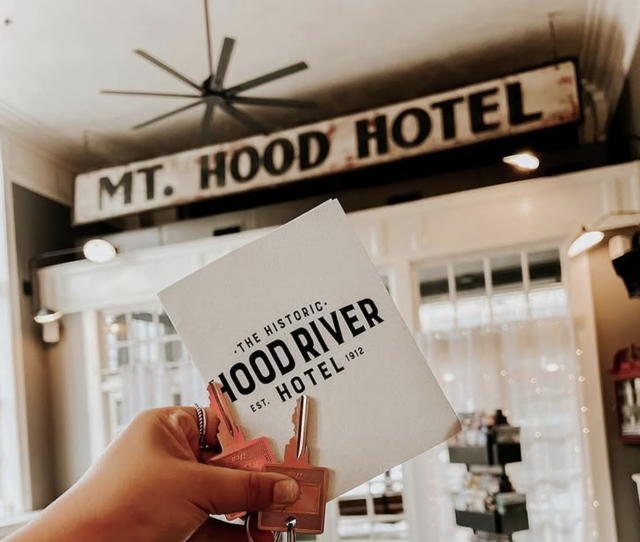 MT. HOOD HOTEL
·THE HISTORIC·
HOOD RIVER
EST. HOTEL 1912